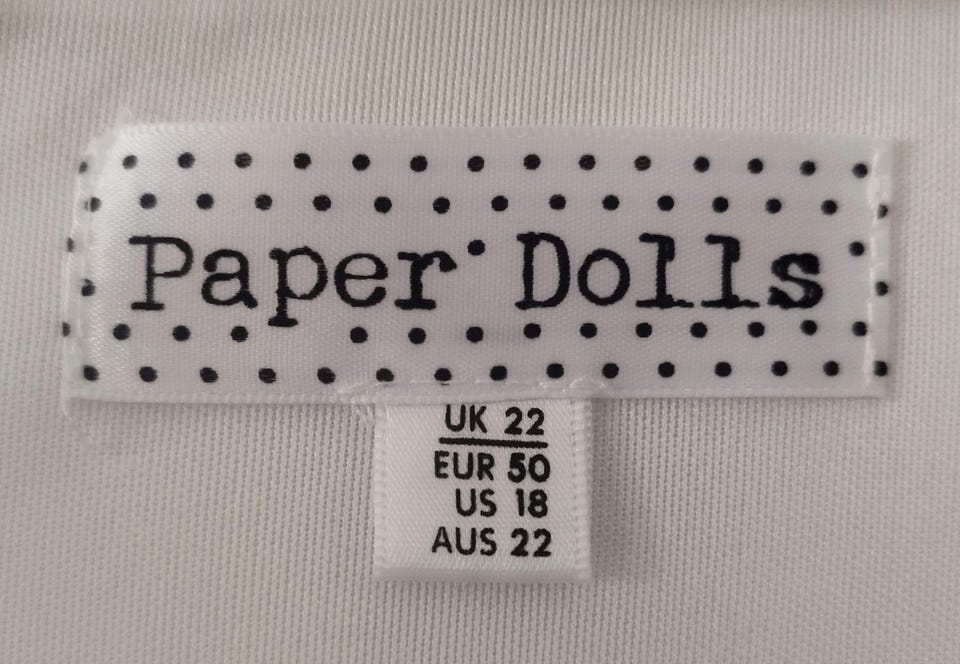 Paper Dolls
UK 22
EUR 50
US 18
AUS 22